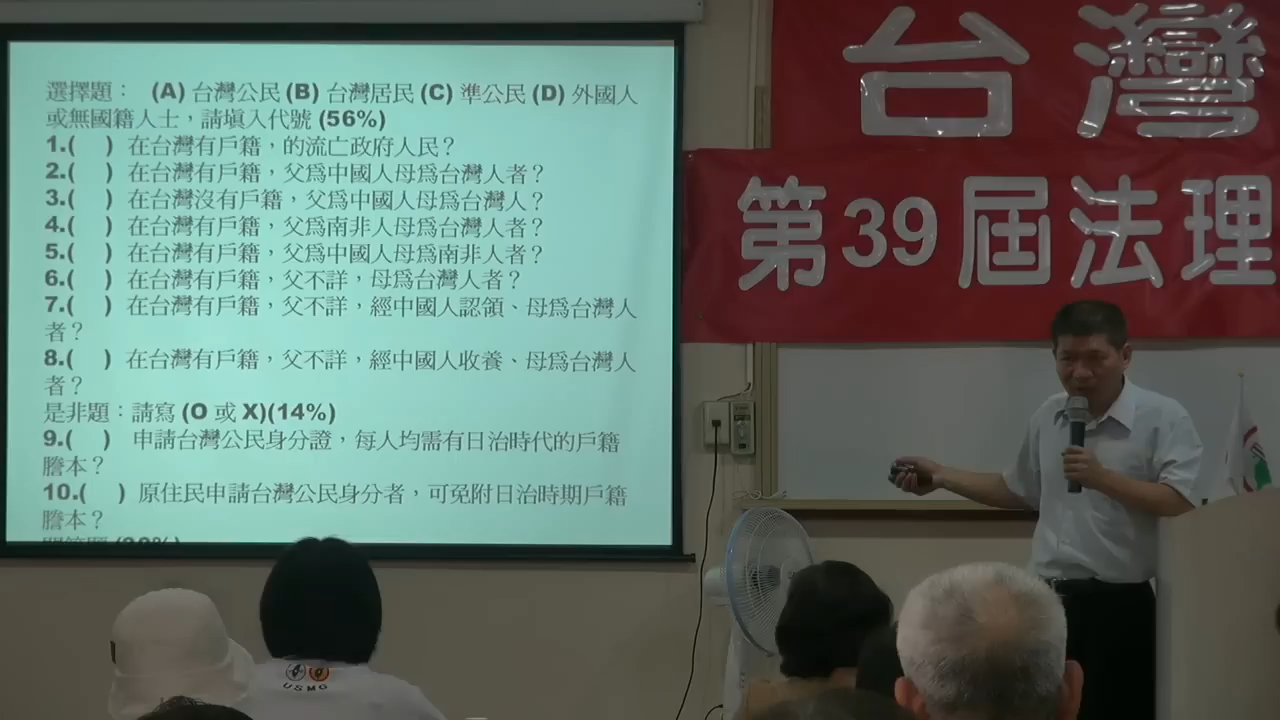 選擇題： (A) 台灣公民 (B) 台灣居民 (C) 準公民 (D) 外國人
或無國籍人士，請填入代號 (56%)
1.( ) 在台灣有戶籍，的流亡政府人民？
2.( ) 在台灣有戶籍，父爲中國人母爲台灣人者？
3.( ) 在台灣沒有戶籍，父爲中國人母爲台灣人？
4.( ) 在台灣有戶籍，父爲南非人母爲台灣人者？
5.( ) 在台灣有戶籍，父爲中國人母爲南非人者？
6.( ) 在台灣有戶籍，父不詳，母爲台灣人者？
7.( ) 在台灣有戶籍，父不詳，經中國人認領、母爲台灣人
者？
8.( ) 在台灣有戶籍，父不詳，經中國人收養、母爲台灣人
者？
是非題：請寫 (O 或 X)(14%)
9.( ) 申請台灣公民身分證，每人均需有日治時代的戶籍
謄本？
10.( ) 原住民申請台灣公民身分者，可免附日治時期戶籍
謄本？
台灣
第39屆法理
USMG